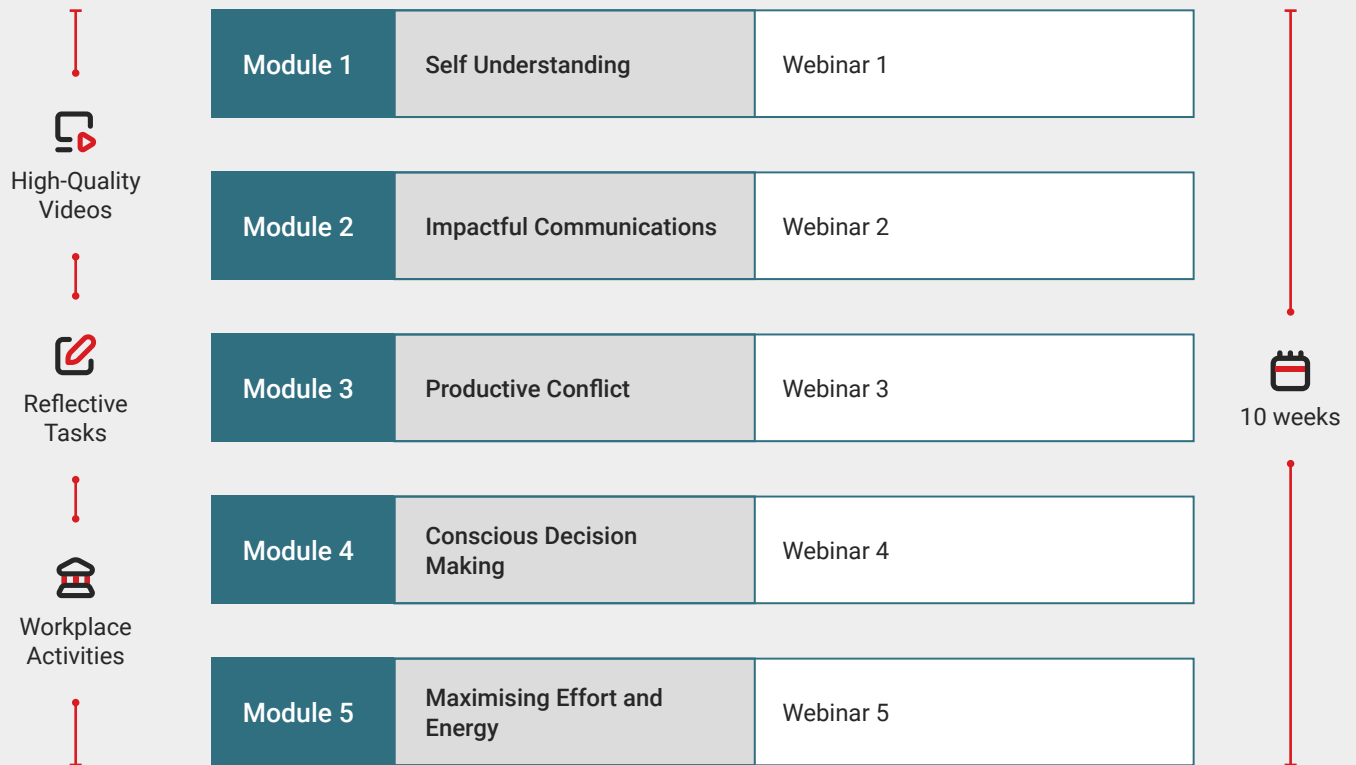 Module 1
Self Understanding
Webinar 1
High-Quality
Videos
Module 2
Impactful Communications
Webinar 2
Reflective
Tasks
Module 3
Productive Conflict
Webinar 3
10 weeks
Module 4
Conscious Decision
Making
Webinar 4
Workplace
Activities
Module 5
Maximising Effort and
Energy
Webinar 5